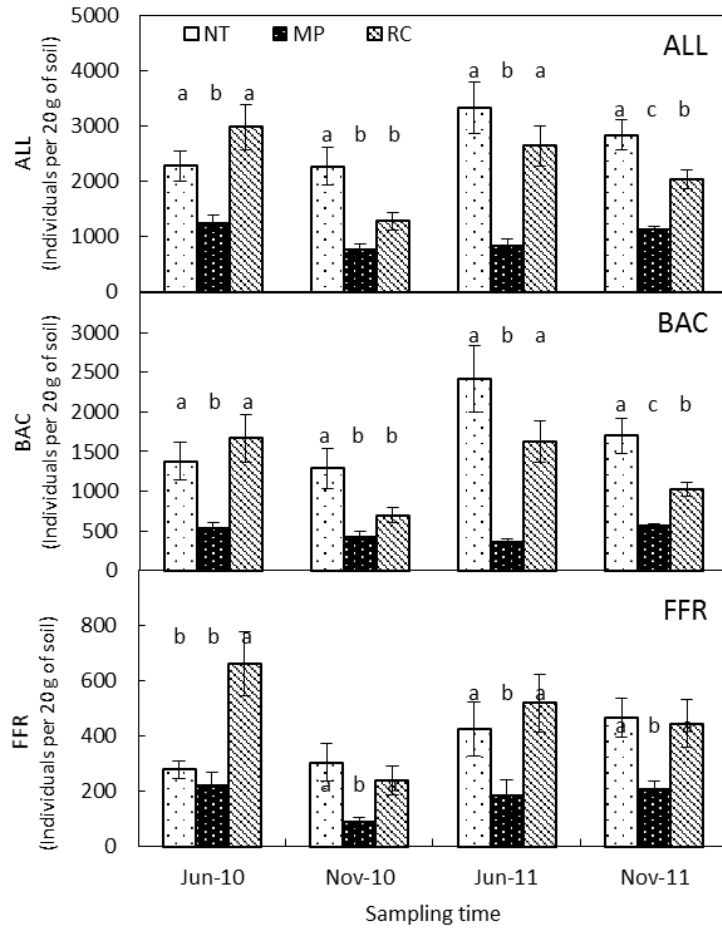 NT MP RC
ALL
ALL
(Individuals per 20 g of soil)
5000
4000
3000
2000
1000
0
a b a
a b b
a b a
a c b
BAC
BAC
(Individuals per 20 g of soil)
3000
2500
2000
1500
1000
500
0
a b a
a b b
a b a
a c b
FFR
FFR
(Individuals per 20 g of soil)
800
600
400
200
0
b b a
a b a
a b a
a b a
Jun-10 Nov-10 Jun-11 Nov-11
Sampling time